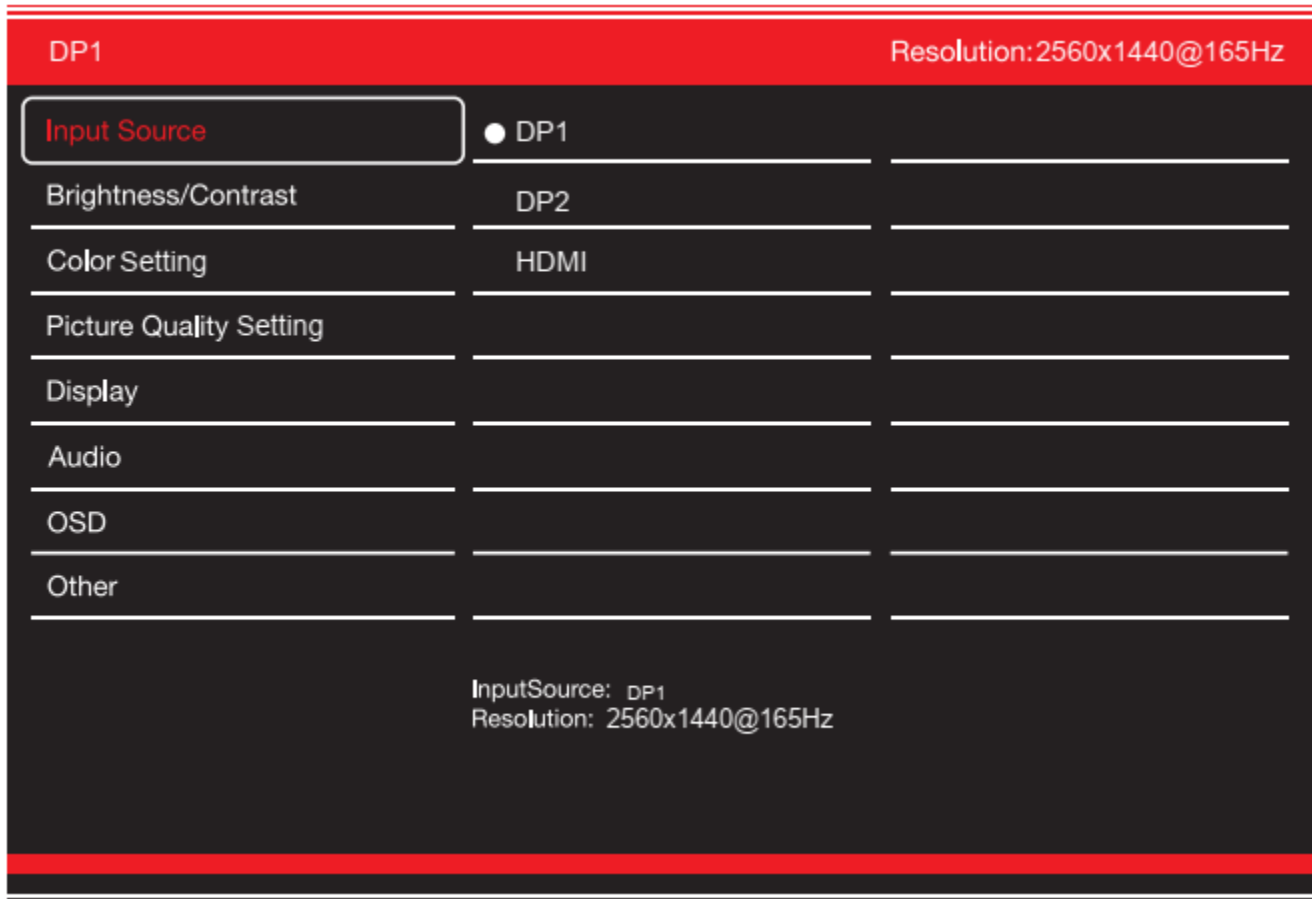 DP1 Resolution:2560x1440@165Hz
Input Source DP1
Brightness/Contrast DP2
Color Setting HDMI
Picture Quality Setting
Display
Audio
OSD
Other
InputSource: DP1
Resolution: 2560x1440@165Hz